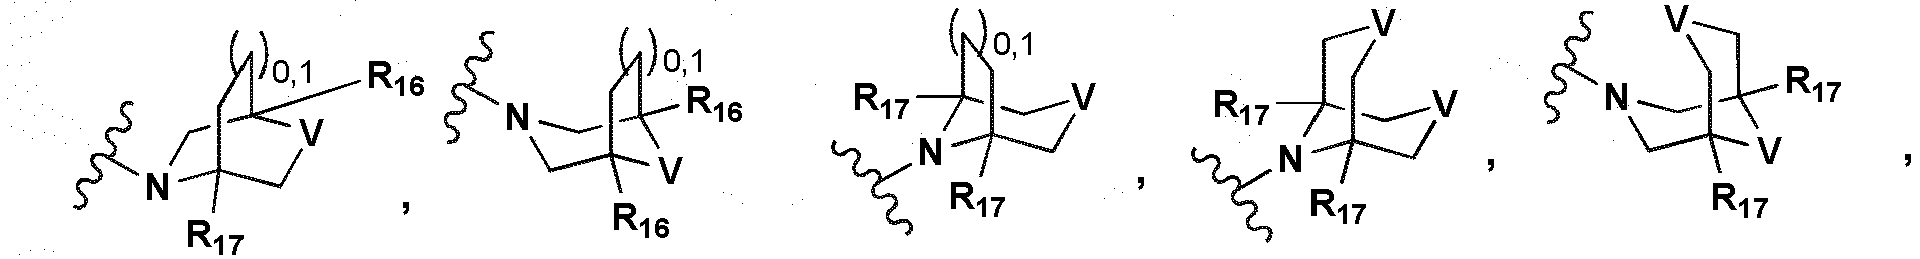 ( ) 0,1 R16 V N R17 ,
( ) 0,1 N R16 V R16
( ) 0,1 R17 V N R17 ,
V R17 V N R17 ,
V N R17 V R17 ,